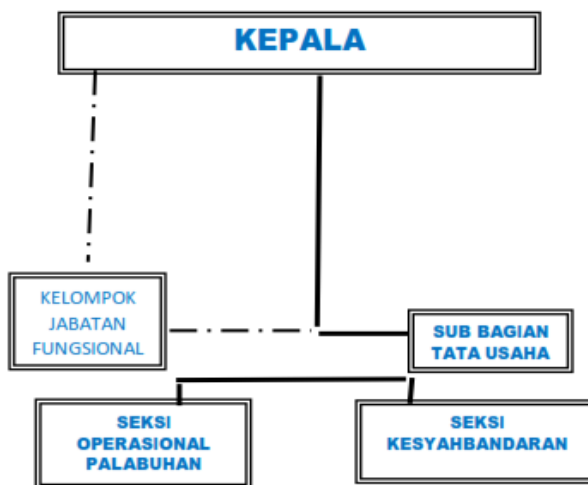 KEPALA
KELOMPOK
JABATAN
FUNGSIONAL
SUB BAGIAN
TATA USAHA
SEKSI
OPERASIONAL
PALABUHAN
SEKSI
KESYAHBANDARAN